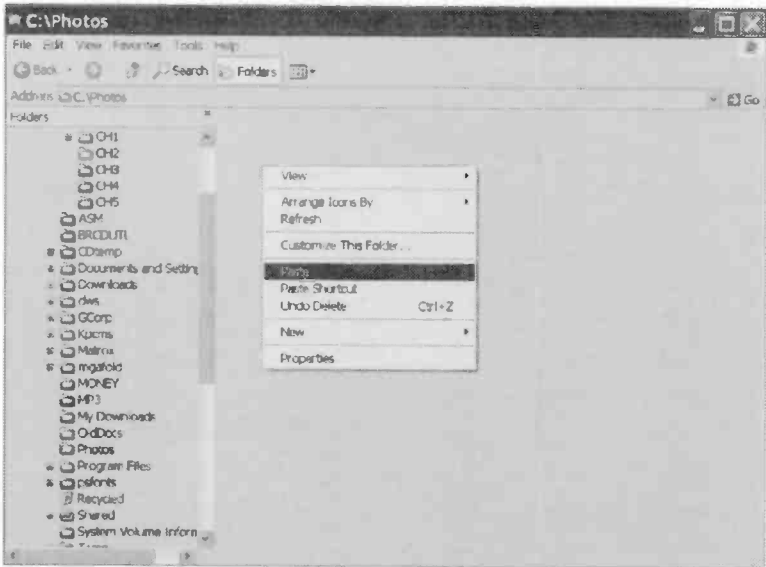 C:\Photos
File Edit View Favorites Tools Help
Back Search Folders
Address C:\Photos Go
Folders
CH1
CH2
CH3
CH4
CH5
ASM
BRCDUTL
CDtemp
Documents and Setting
Downloads
dws
GCorp
Kpcms
Matrox
mgafold
MONEY
MP3
My Downloads
OldDocs
Photos
Program Files
psfonts
Recycled
Shared
System Volume Inform
View
Arrange Icons By
Refresh
Customize This Folder...
Paste
Paste Shortcut
Undo Delete Ctrl+Z
New
Properties